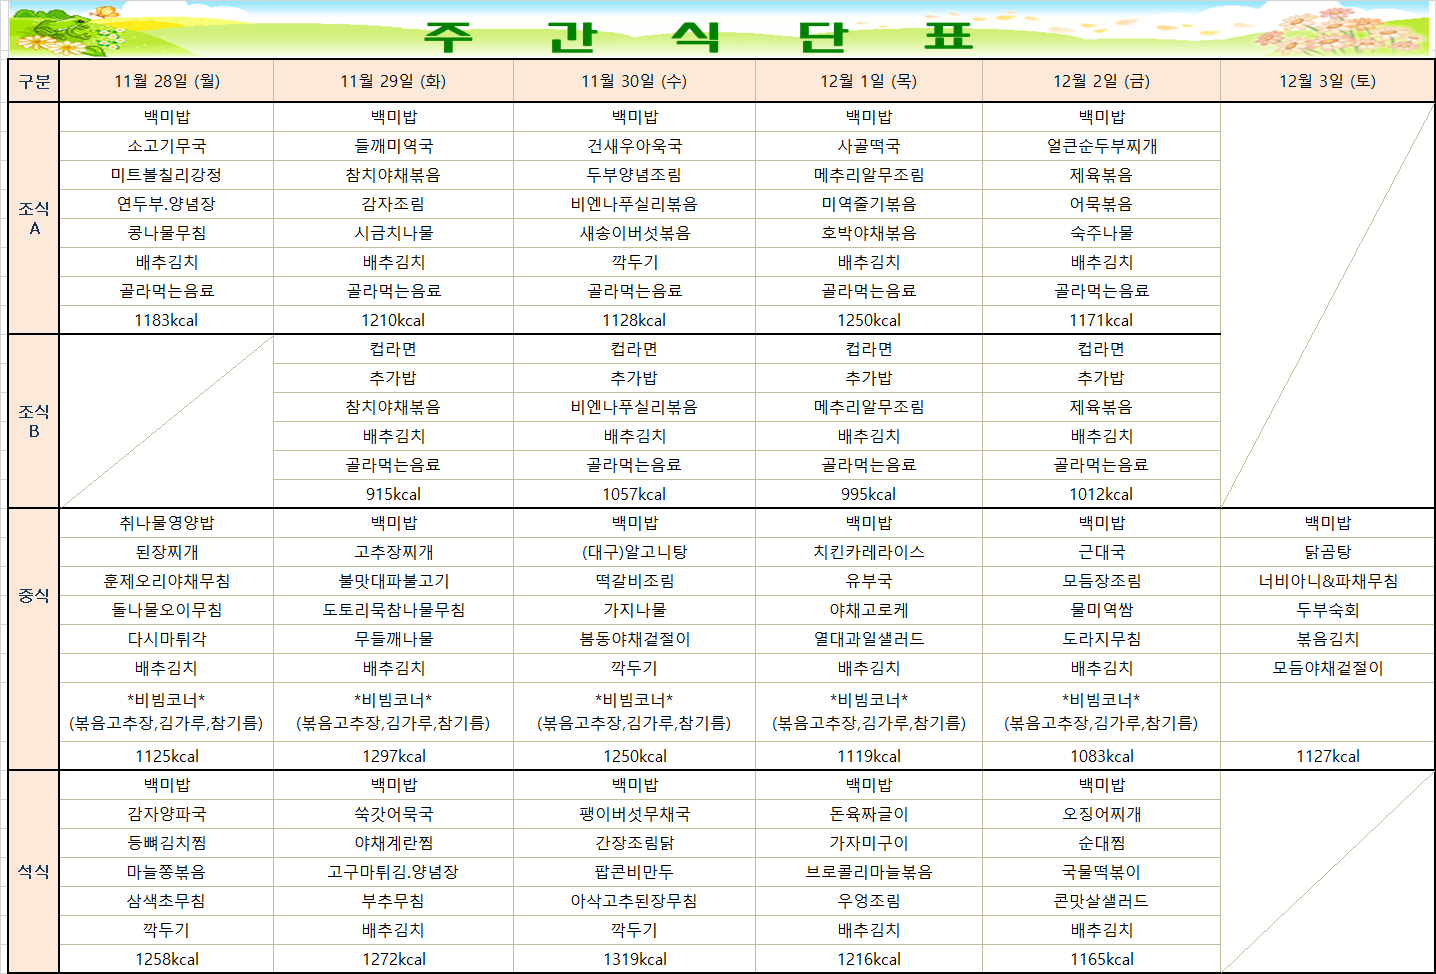 주 간 식 단 표
구분 11월 28일 (월) 11월 29일 (화) 11월 30일 (수) 12월 1일 (목) 12월 2일 (금) 12월 3일 (토)
조식 A
백미밥 백미밥 백미밥 백미밥 백미밥
소고기무국 들깨미역국 건새우아욱국 사골떡국 얼큰순두부찌개
미트볼칠리강정 참치야채볶음 두부양념조림 메추리알무조림 제육볶음
연두부.양념장 감자조림 비엔나푸실리볶음 미역줄기볶음 어묵볶음
콩나물무침 시금치나물 새송이버섯볶음 호박야채볶음 숙주나물
배추김치 배추김치 깍두기 배추김치 배추김치
골라먹는음료 골라먹는음료 골라먹는음료 골라먹는음료 골라먹는음료
1183kcal 1210kcal 1128kcal 1250kcal 1171kcal
조식 B
컵라면 컵라면 컵라면 컵라면
추가밥 추가밥 추가밥 추가밥
참치야채볶음 비엔나푸실리볶음 메추리알무조림 제육볶음
배추김치 배추김치 배추김치 배추김치
골라먹는음료 골라먹는음료 골라먹는음료 골라먹는음료
915kcal 1057kcal 995kcal 1012kcal
중식
취나물영양밥 백미밥 백미밥 백미밥 백미밥 백미밥
된장찌개 고추장찌개 (대구)알고니탕 치킨카레라이스 근대국 닭곰탕
훈제오리야채무침 불맛대파불고기 떡갈비조림 유부국 모듬장조림 너비아니&파채무침
돌나물오이무침 도토리묵참나물무침 가지나물 야채고로케 물미역쌈 두부숙회
다시마튀각 무들깨나물 봄동야채겉절이 열대과일샐러드 도라지무침 볶음김치
배추김치 배추김치 깍두기 배추김치 배추김치 모듬야채겉절이
*비빔코너* *비빔코너* *비빔코너* *비빔코너* *비빔코너*
(볶음고추장,김가루,참기름) (볶음고추장,김가루,참기름) (볶음고추장,김가루,참기름) (볶음고추장,김가루,참기름) (볶음고추장,김가루,참기름)
1125kcal 1297kcal 1250kcal 1119kcal 1083kcal 1127kcal
석식
백미밥 백미밥 백미밥 백미밥 백미밥
감자양파국 쑥갓어묵국 팽이버섯무채국 돈육짜글이 오징어찌개
등뼈김치찜 야채계란찜 간장조림닭 가자미구이 순대찜
마늘쫑볶음 고구마튀김.양념장 팝콘비만두 브로콜리마늘볶음 국물떡볶이
삼색초무침 부추무침 아삭고추된장무침 우엉조림 콘맛살샐러드
깍두기 배추김치 깍두기 배추김치 배추김치
1258kcal 1272kcal 1319kcal 1216kcal 1165kcal